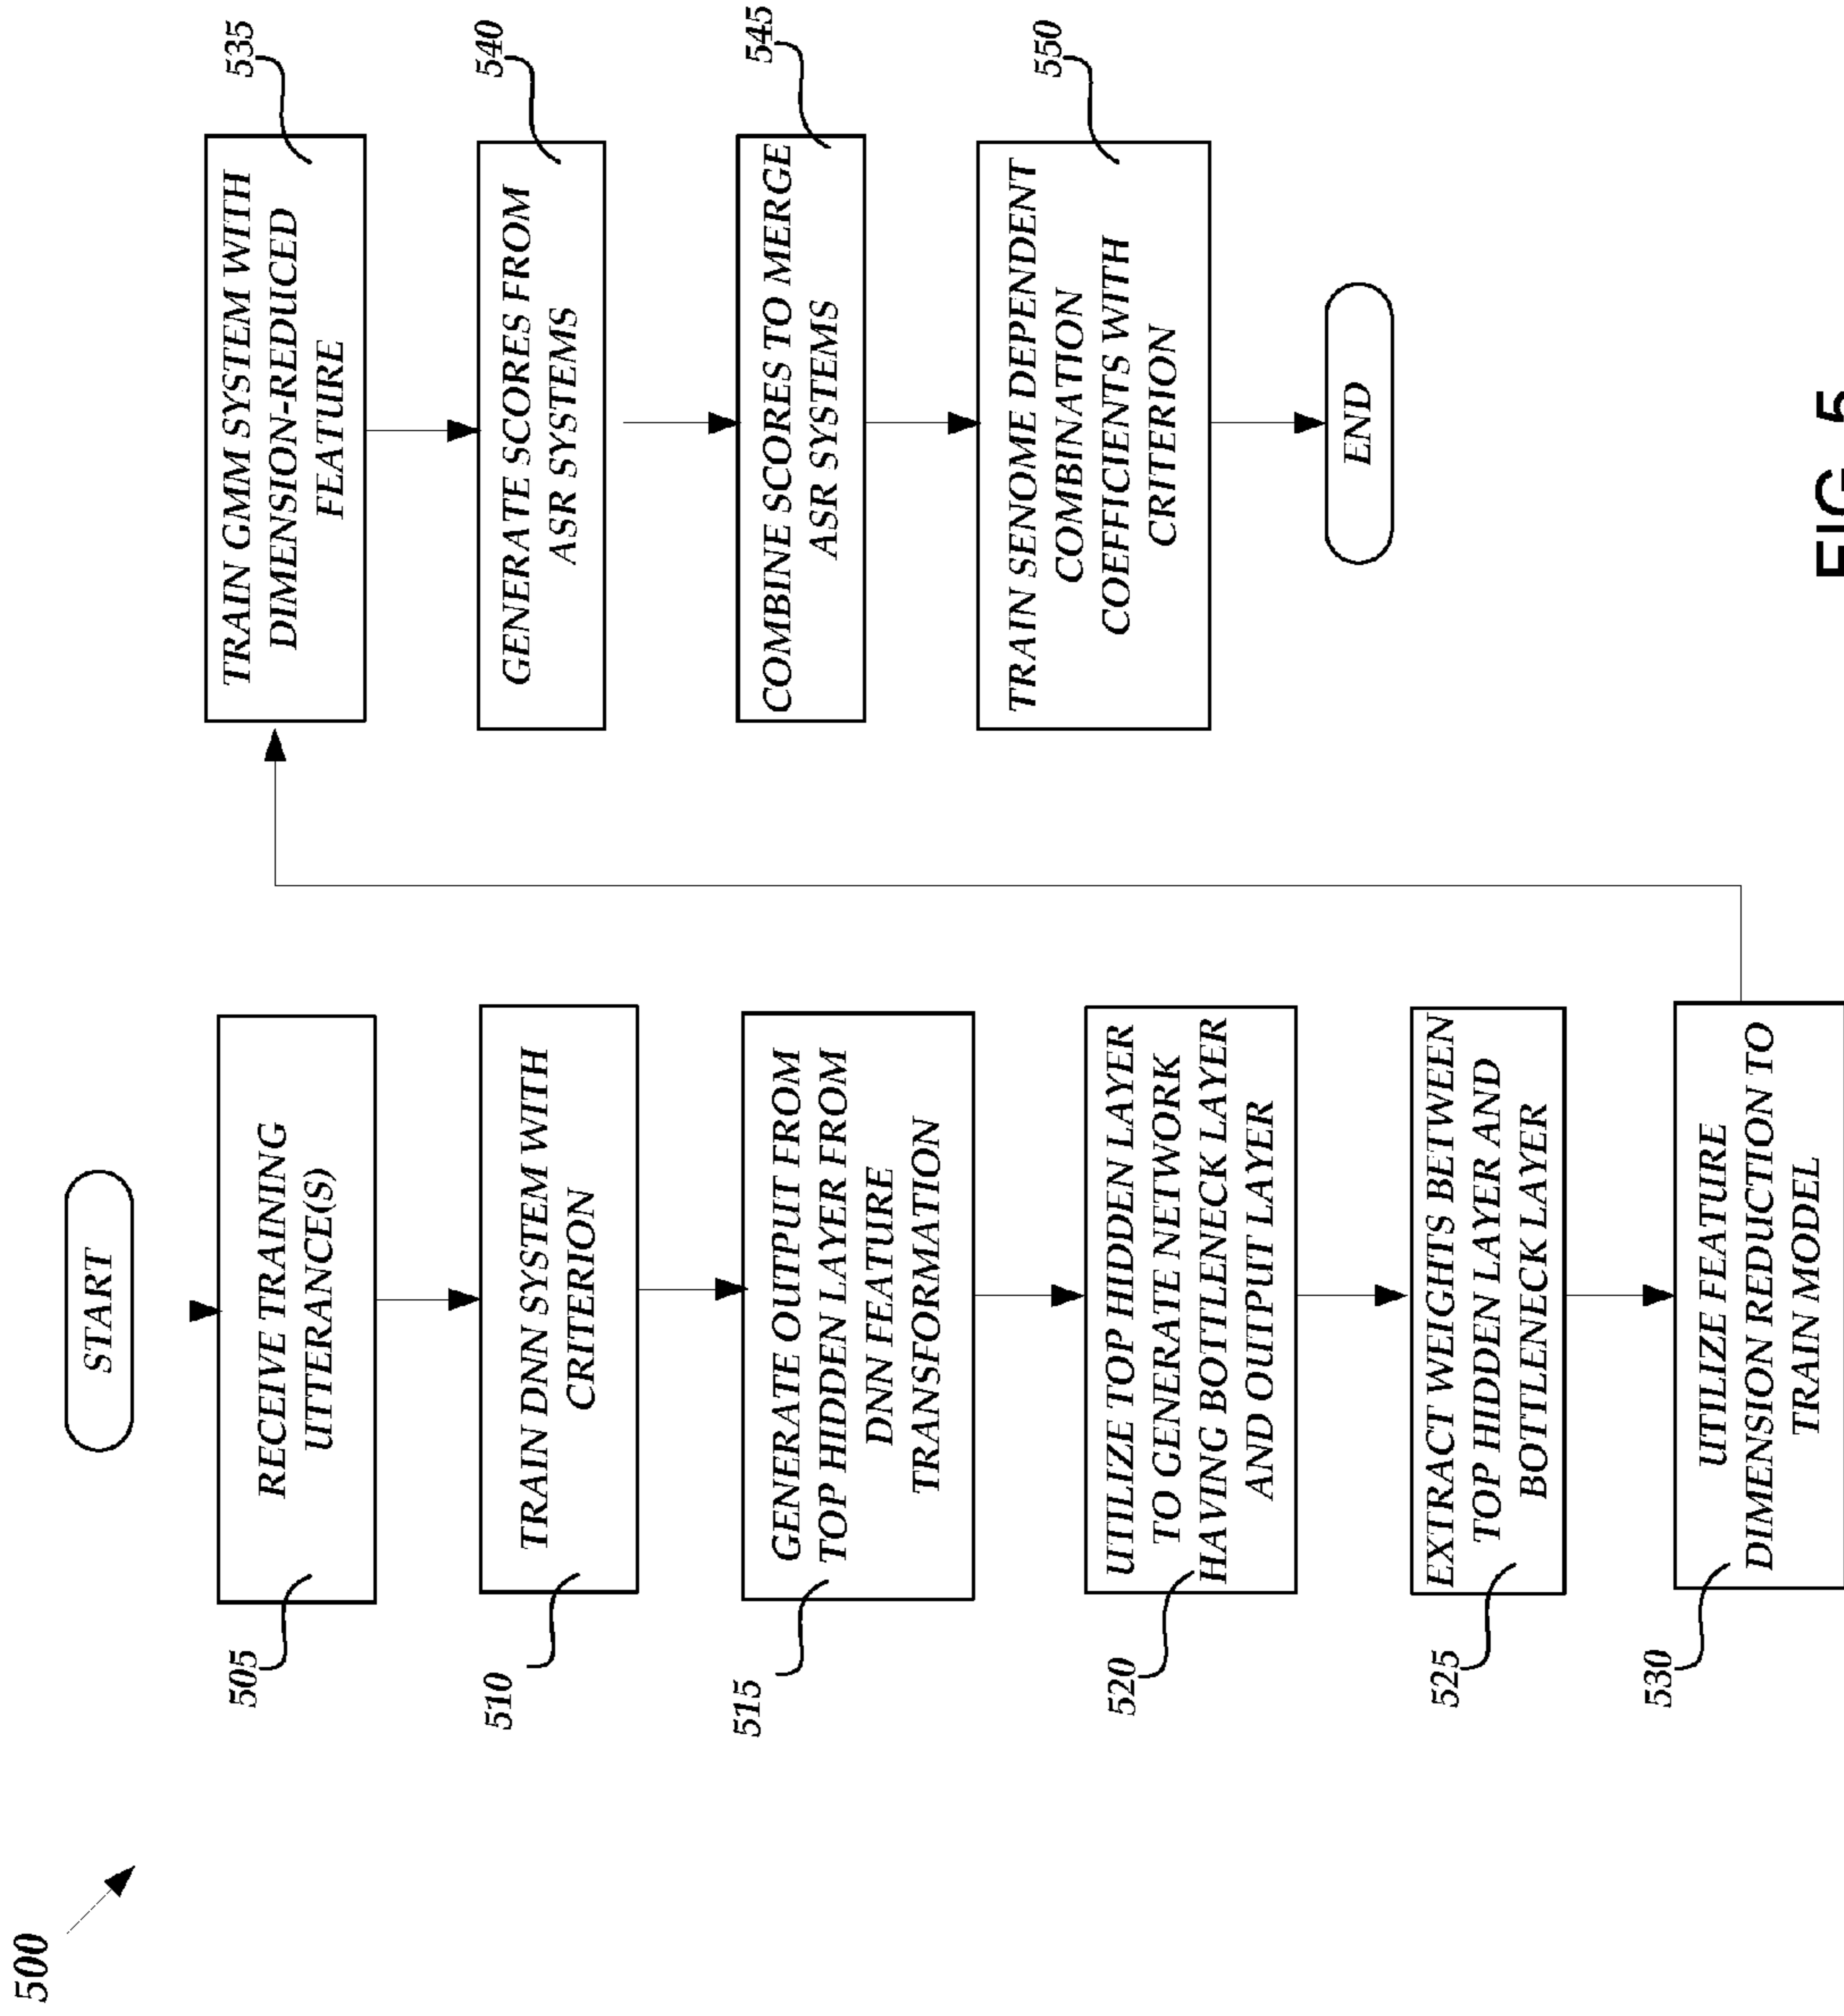 500
START
505
RECEIVE TRAINING
UTTERANCE(S)
510
TRAIN DNN SYSTEM WITH
CRITERION
515
GENERATE OUTPUT FROM
TOP HIDDEN LAYER FROM
DNN FEATURE
TRANSFORMATION
520
UTILIZE TOP HIDDEN LAYER
TO GENERATE NETWORK
HAVING BOTTLENECK LAYER
AND OUTPUT LAYER
525
EXTRACT WEIGHTS BETWEEN
TOP HIDDEN LAYER AND
BOTTLENECK LAYER
530
UTILIZE FEATURE
DIMENSION REDUCTION TO
TRAIN MODEL
535
TRAIN GMM SYSTEM WITH
DIMENSION-REDUCED
FEATURE
540
GENERATE SCORES FROM
ASR SYSTEMS
545
COMBINE SCORES TO MERGE
ASR SYSTEMS
550
TRAIN SENOME DEPENDENT
COMBINATION
COEFFICIENTS WITH
CRITERION
END
FIG. 5